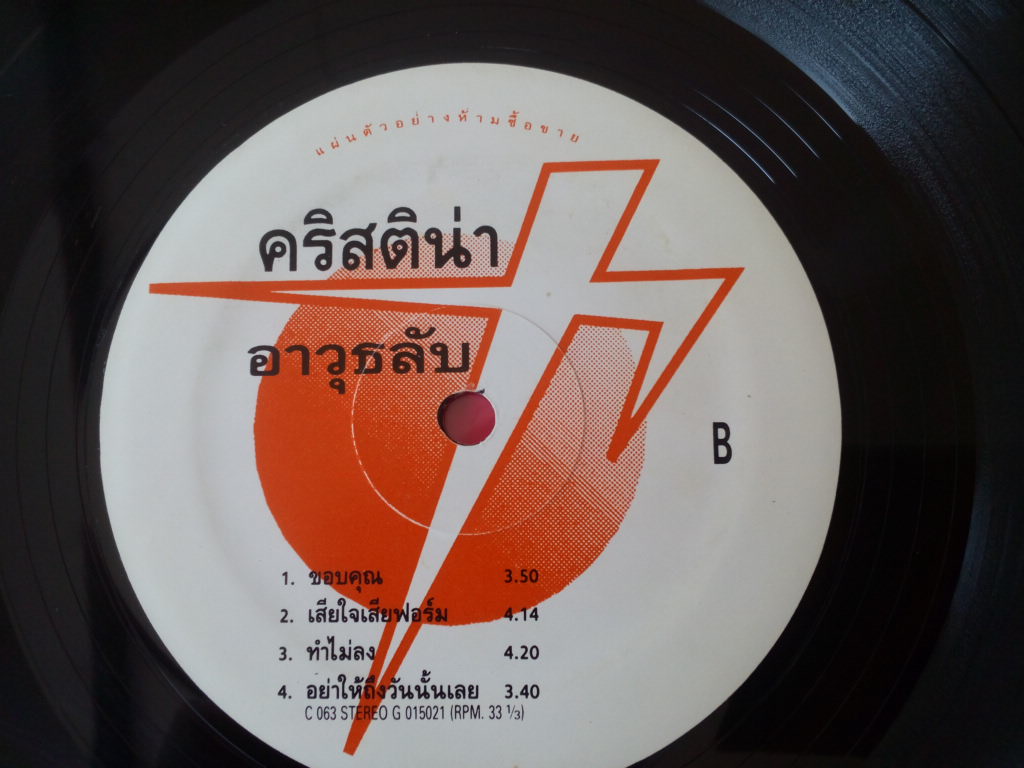 แผ่นตัวอย่างห้ามซื้อขาย
คริสติน่า
อาวุธลับ
B
1. ขอบคุณ 3.50
2. เสียใจเสียฟอร์ม 4.14
3. ทำไม่ลง 4.20
4. อย่าให้ถึงวันนั้นเลย 3.40
C 063 STEREO G 015021 (RPM. 33 1/3)